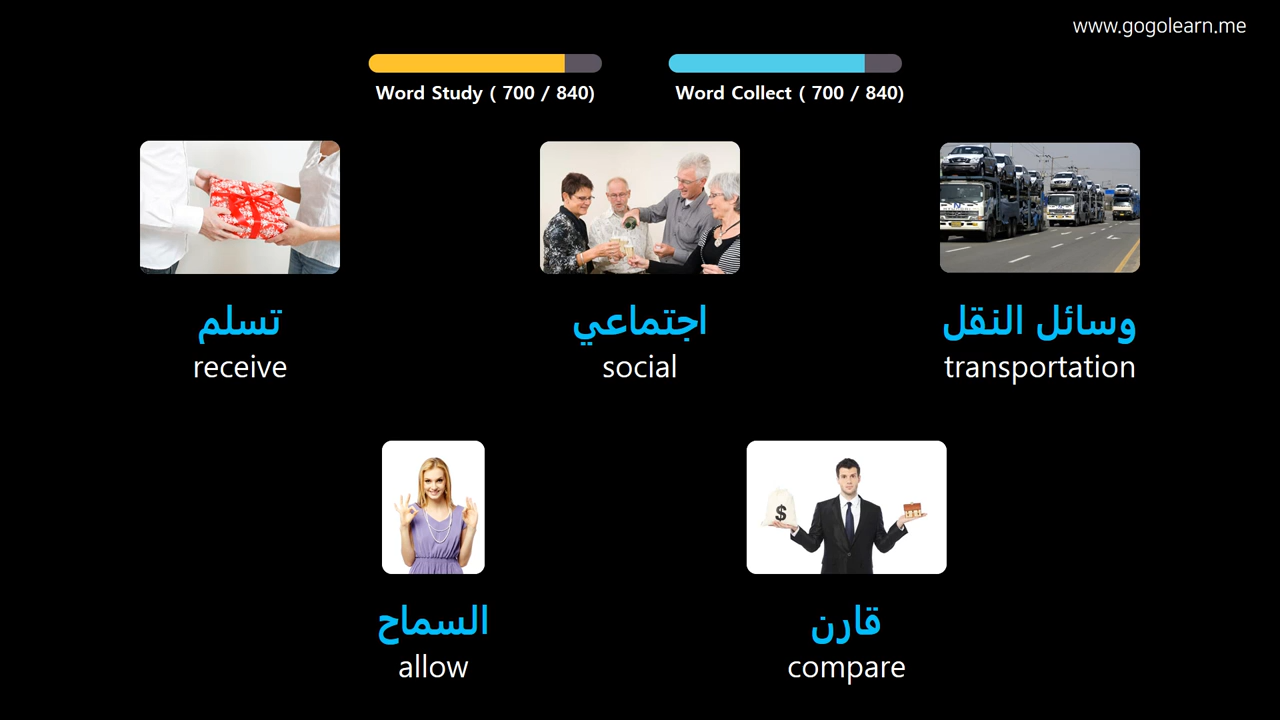 www.gogolearn.me
Word Study ( 700 / 840)
Word Collect ( 700 / 840)
تسلم
receive
اجتماعي
social
وسائل النقل
transportation
السماح
allow
قارن
compare
$